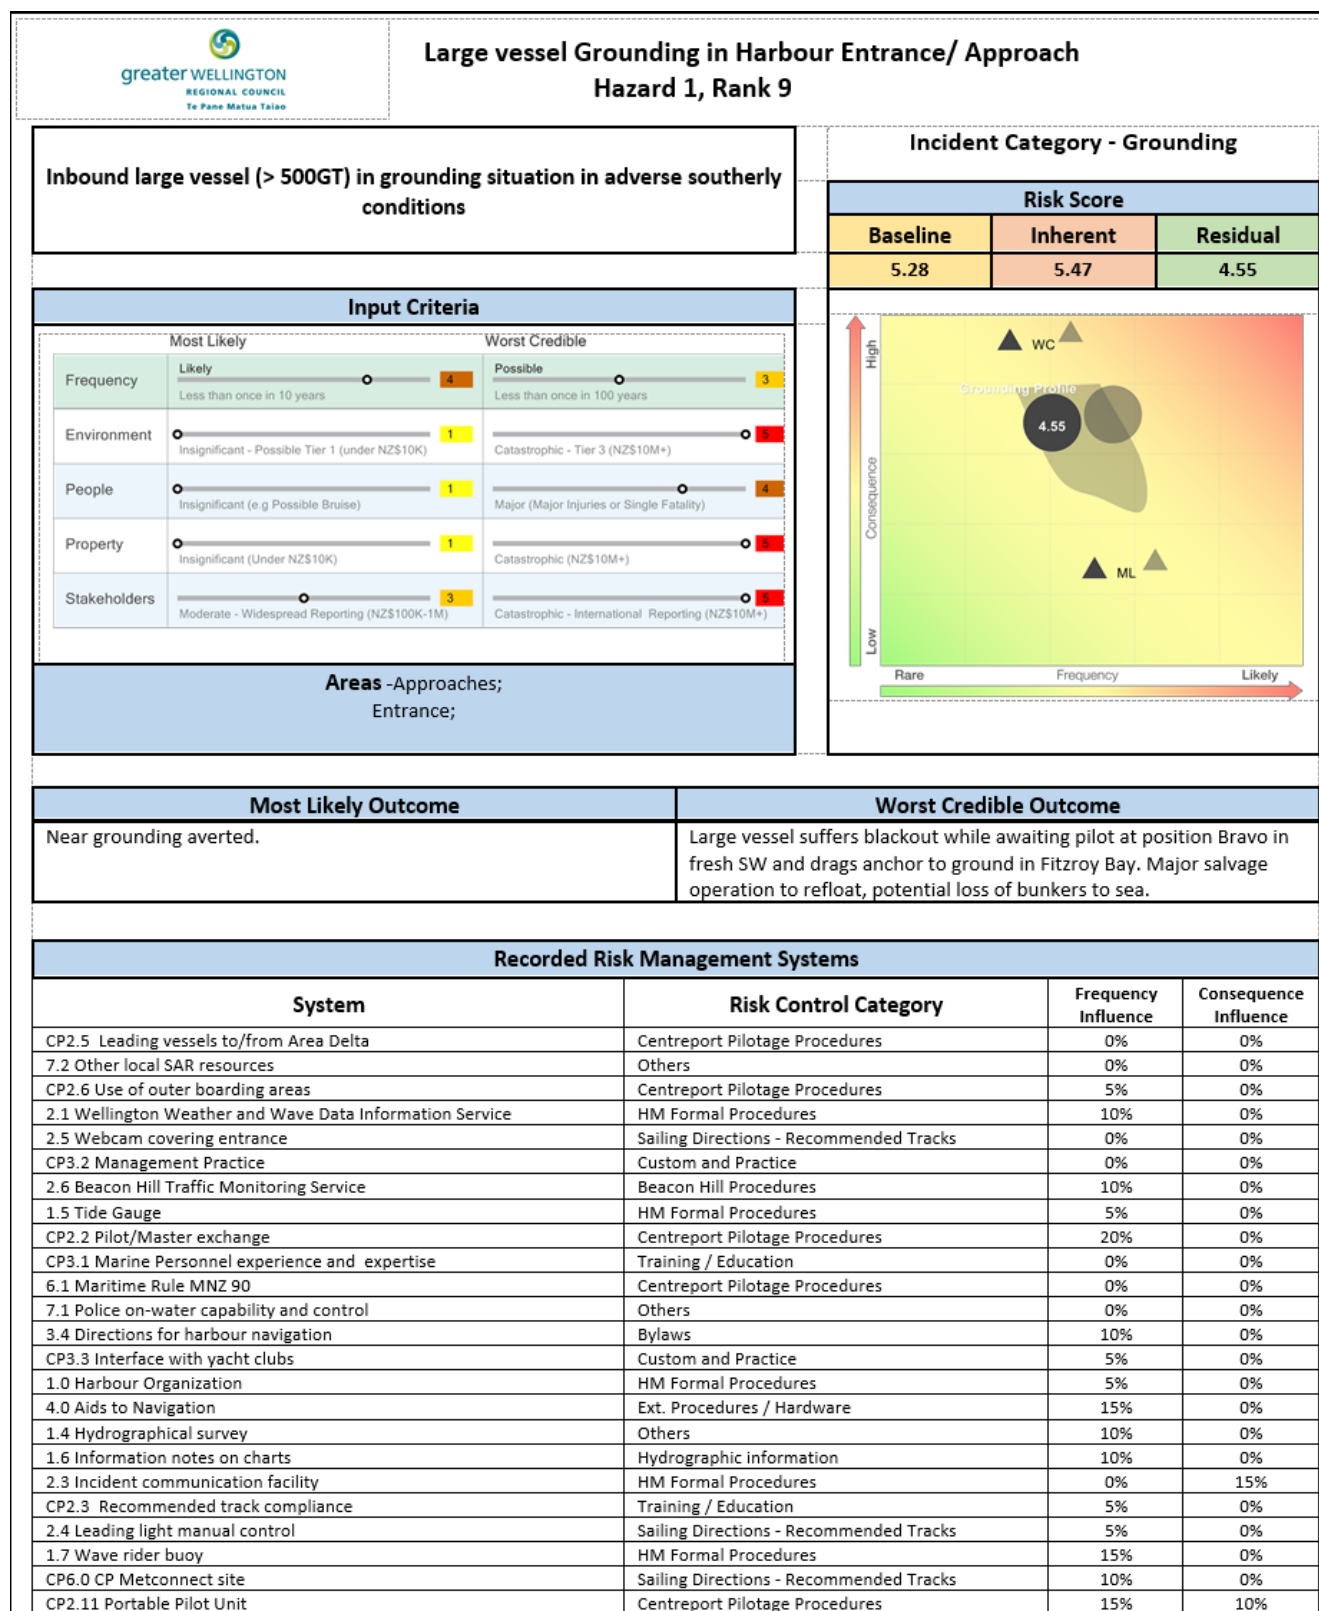 greater WELLINGTON
REGIONAL COUNCIL
Te Pane Matua Taiao
Large vessel Grounding in Harbour Entrance/ Approach
Hazard 1, Rank 9
Inbound large vessel (> 500GT) in grounding situation in adverse southerly
conditions
Incident Category - Grounding
Risk Score
Baseline Inherent Residual
5.28 5.47 4.55
Input Criteria
Most Likely Worst Credible
Frequency Likely 4 Possible 3
Less than once in 10 years Less than once in 100 years
Environment 1 5
Insignificant - Possible Tier 1 (under NZ$10K) Catastrophic - Tier 3 (NZ$10M+)
People 1 4
Insignificant (e.g Possible Bruise) Major (Major Injuries or Single Fatality)
Property 1 5
Insignificant (Under NZ$10K) Catastrophic (NZ$10M+)
Stakeholders 3 5
Moderate - Widespread Reporting (NZ$100K-1M) Catastrophic - International Reporting (NZ$10M+)
Areas -Approaches;
Entrance;
High
Consequence
Low
WC
Grounding Profile
4.55
ML
Rare Frequency Likely
Most Likely Outcome Worst Credible Outcome
Near grounding averted.
Large vessel suffers blackout while awaiting pilot at position Bravo in
fresh SW and drags anchor to ground in Fitzroy Bay. Major salvage
operation to refloat, potential loss of bunkers to sea.
Recorded Risk Management Systems
System Risk Control Category Frequency Influence Consequence Influence
CP2.5 Leading vessels to/from Area Delta Centreport Pilotage Procedures 0% 0%
7.2 Other local SAR resources Others 0% 0%
CP2.6 Use of outer boarding areas Centreport Pilotage Procedures 5% 0%
2.1 Wellington Weather and Wave Data Information Service HM Formal Procedures 10% 0%
2.5 Webcam covering entrance Sailing Directions - Recommended Tracks 0% 0%
CP3.2 Management Practice Custom and Practice 0% 0%
2.6 Beacon Hill Traffic Monitoring Service Beacon Hill Procedures 10% 0%
1.5 Tide Gauge HM Formal Procedures 5% 0%
CP2.2 Pilot/Master exchange Centreport Pilotage Procedures 20% 0%
CP3.1 Marine Personnel experience and expertise Training / Education 0% 0%
6.1 Maritime Rule MNZ 90 Centreport Pilotage Procedures 0% 0%
7.1 Police on-water capability and control Others 0% 0%
3.4 Directions for harbour navigation Bylaws 10% 0%
CP3.3 Interface with yacht clubs Custom and Practice 5% 0%
1.0 Harbour Organization HM Formal Procedures 5% 0%
4.0 Aids to Navigation Ext. Procedures / Hardware 15% 0%
1.4 Hydrographical survey Others 10% 0%
1.6 Information notes on charts Hydrographic information 10% 0%
2.3 Incident communication facility HM Formal Procedures 0% 15%
CP2.3 Recommended track compliance Training / Education 5% 0%
2.4 Leading light manual control Sailing Directions - Recommended Tracks 5% 0%
1.7 Wave rider buoy HM Formal Procedures 15% 0%
CP6.0 CP Metconnect site Sailing Directions - Recommended Tracks 10% 0%
CP2.11 Portable Pilot Unit Centreport Pilotage Procedures 15% 10%